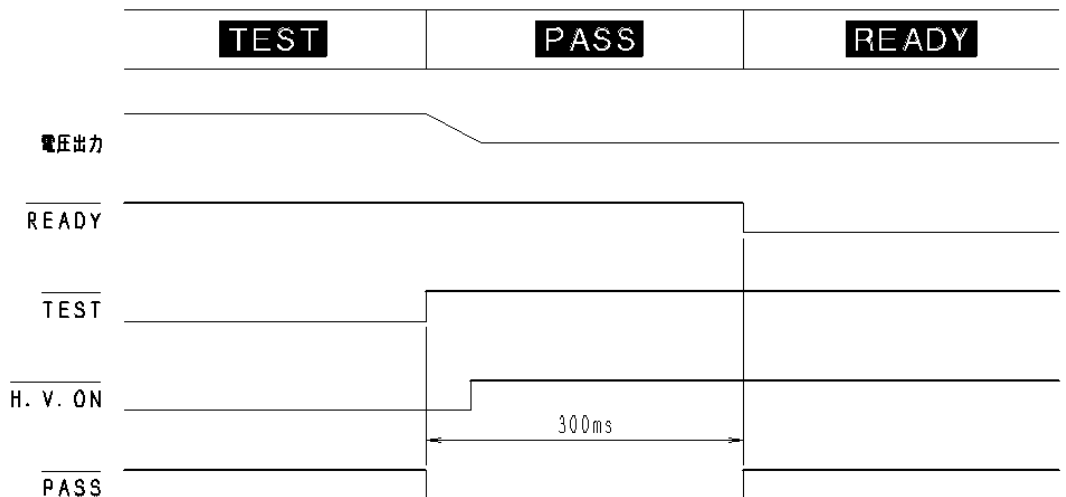 TEST PASS READY
電圧出力
READY
TEST
H. V. ON
300ms
PASS